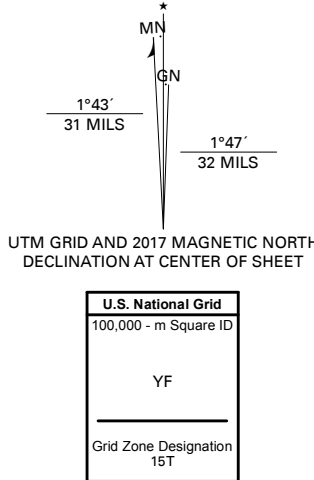 MN
GN
1°43´
31 MILS
1°47´
32 MILS
UTM GRID AND 2017 MAGNETIC NORTH
DECLINATION AT CENTER OF SHEET
U.S. National Grid
100,000 - m Square ID
YF
Grid Zone Designation
15T